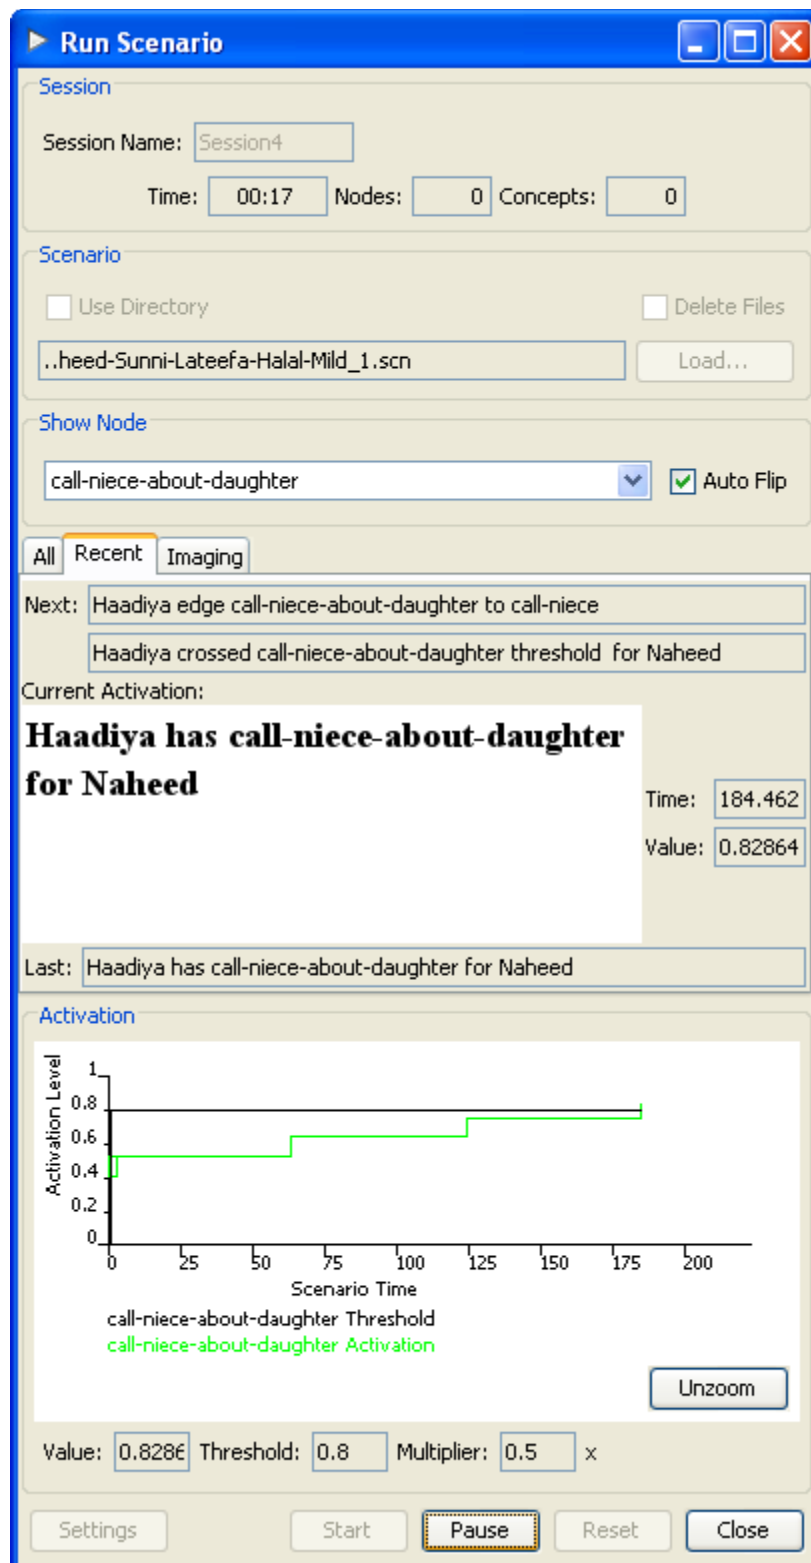 Run Scenario
Session
Session Name: Session4
Time: 00:17 Nodes: 0 Concepts: 0
Scenario
Use Directory Delete Files
..heed-Sunni-Lateefa-Halal-Mild_1.scn Load...
Show Node
call-niece-about-daughter Auto Flip
All Recent Imaging
Next: Haadiya edge call-niece-about-daughter to call-niece
Haadiya crossed call-niece-about-daughter threshold for Naheed
Current Activation:
Haadiya has call-niece-about-daughter
for Naheed
Time: 184.462
Value: 0.82864
Last: Haadiya has call-niece-about-daughter for Naheed
Activation
Activation Level
1
0.8
0.6
0.4
0.2
0
0 25 50 75 100 125 150 175 200
Scenario Time
call-niece-about-daughter Threshold
call-niece-about-daughter Activation
Unzoom
Value: 0.8286 Threshold: 0.8 Multiplier: 0.5 x
Settings Start Pause Reset Close